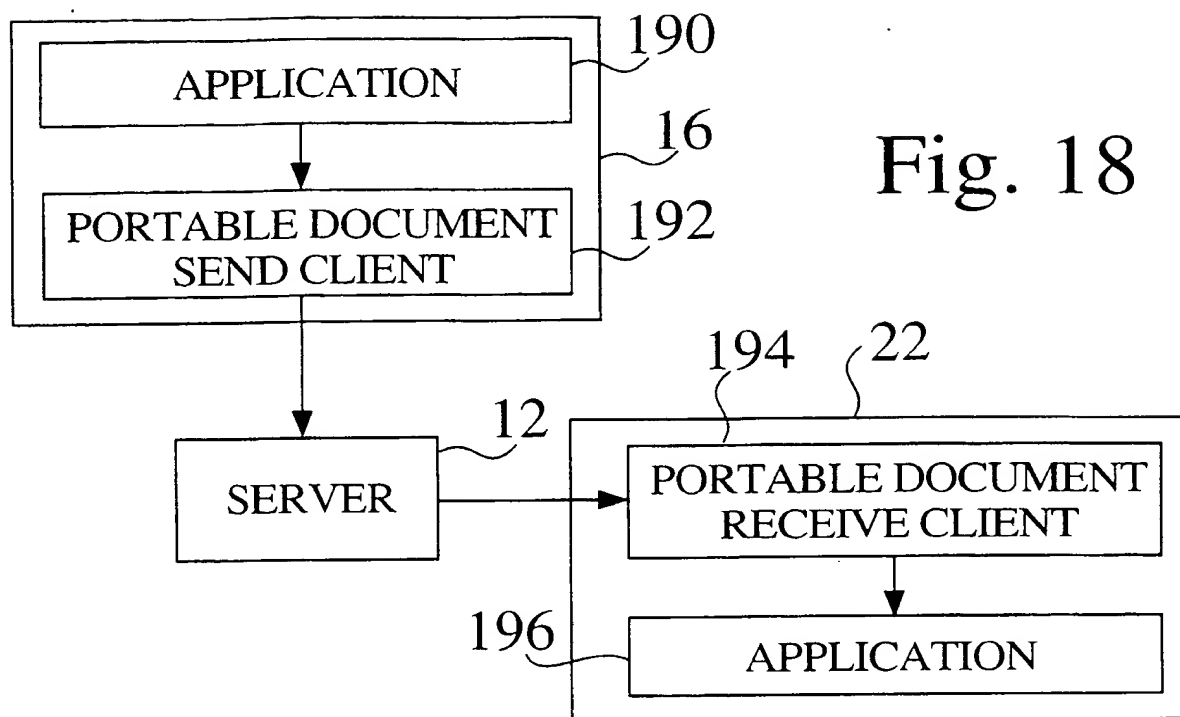 190
APPLICATION
16
Fig. 18
PORTABLE DOCUMENT
SEND CLIENT
192
194
22
12
SERVER
PORTABLE DOCUMENT
RECEIVE CLIENT
196
APPLICATION